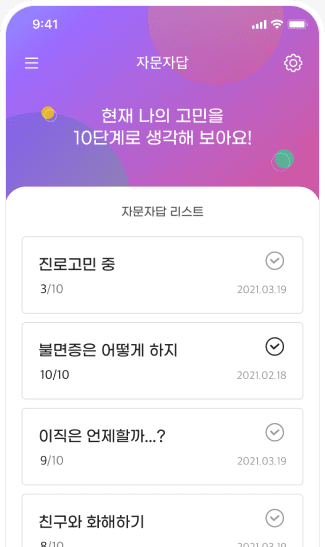 9:41
자문자답
현재 나의 고민을
10단계로 생각해 보아요!
자문자답 리스트
진로고민 중
3/10
2021.03.19
불면증은 어떻게 하지
10/10
2021.02.18
이직은 언제할까...?
9/10
2021.03.19
친구와 화해하기
8/10
2021.03.19